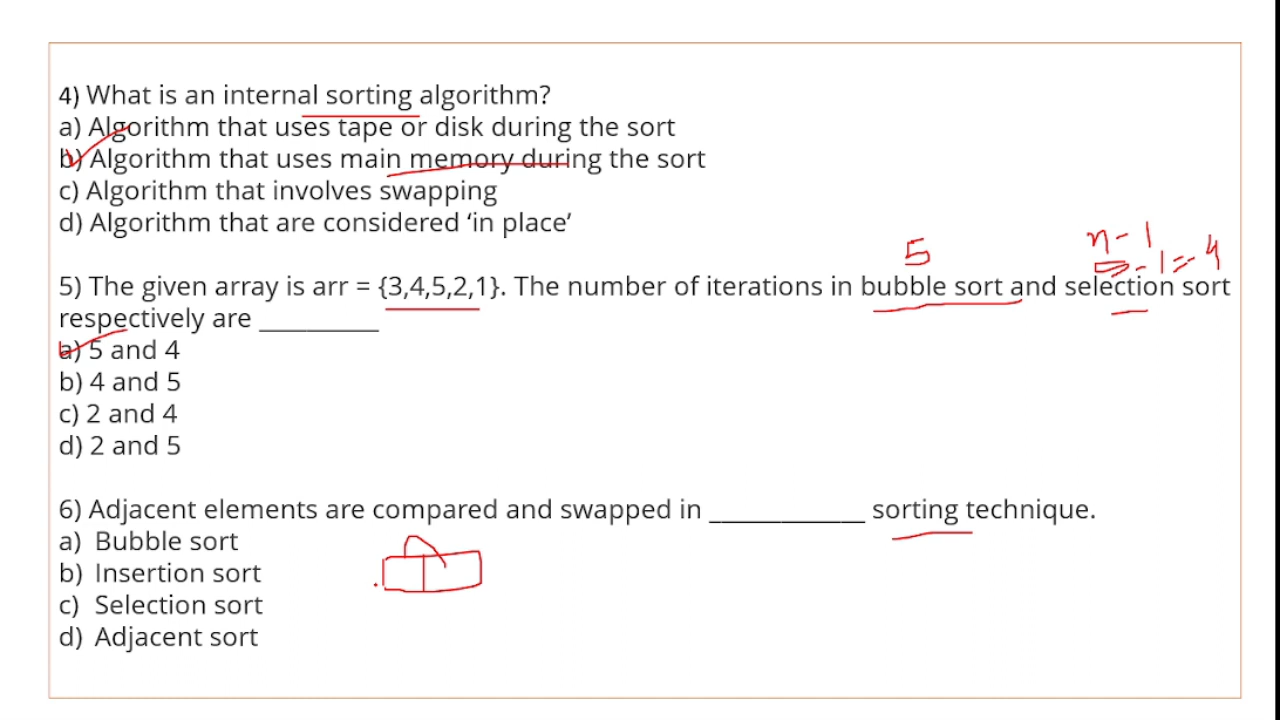 4) What is an internal sorting algorithm?
a) Algorithm that uses tape or disk during the sort
b) Algorithm that uses main memory during the sort
c) Algorithm that involves swapping
d) Algorithm that are considered ‘in place’
5
n-1
5-1=4
5) The given array is arr = {3,4,5,2,1}. The number of iterations in bubble sort and selection sort
respectively are __________
a) 5 and 4
b) 4 and 5
c) 2 and 4
d) 2 and 5
6) Adjacent elements are compared and swapped in _____________ sorting technique.
a) Bubble sort
b) Insertion sort
c) Selection sort
d) Adjacent sort